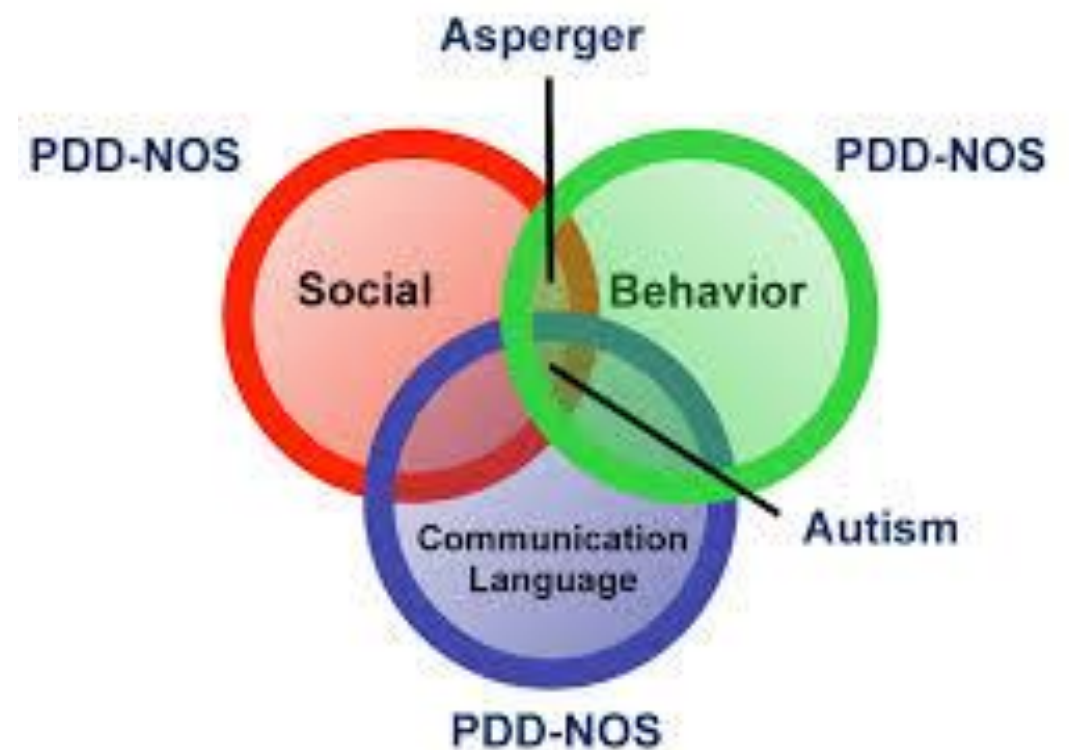 Asperger
PDD-NOS
PDD-NOS
Social
Behavior
Autism
Communication
Language
PDD-NOS